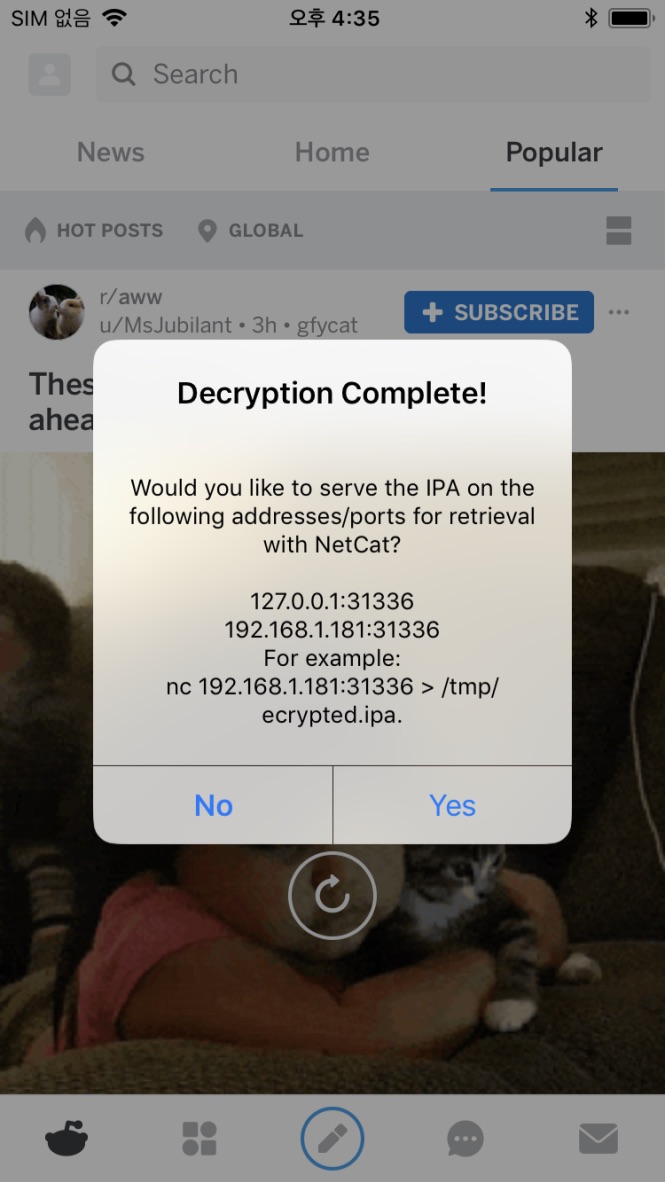 SIM 없음
오후 4:35
Search
News
Home
Popular
HOT POSTS
GLOBAL
r/aww
u/MsJubilant • 3h • gfycat
SUBSCRIBE
Thes
ahea
Decryption Complete!
Would you like to serve the IPA on the
following addresses/ports for retrieval
with NetCat?
127.0.0.1:31336
192.168.1.181:31336
For example:
nc 192.168.1.181:31336 > /tmp/
ecrypted.ipa.
No
Yes